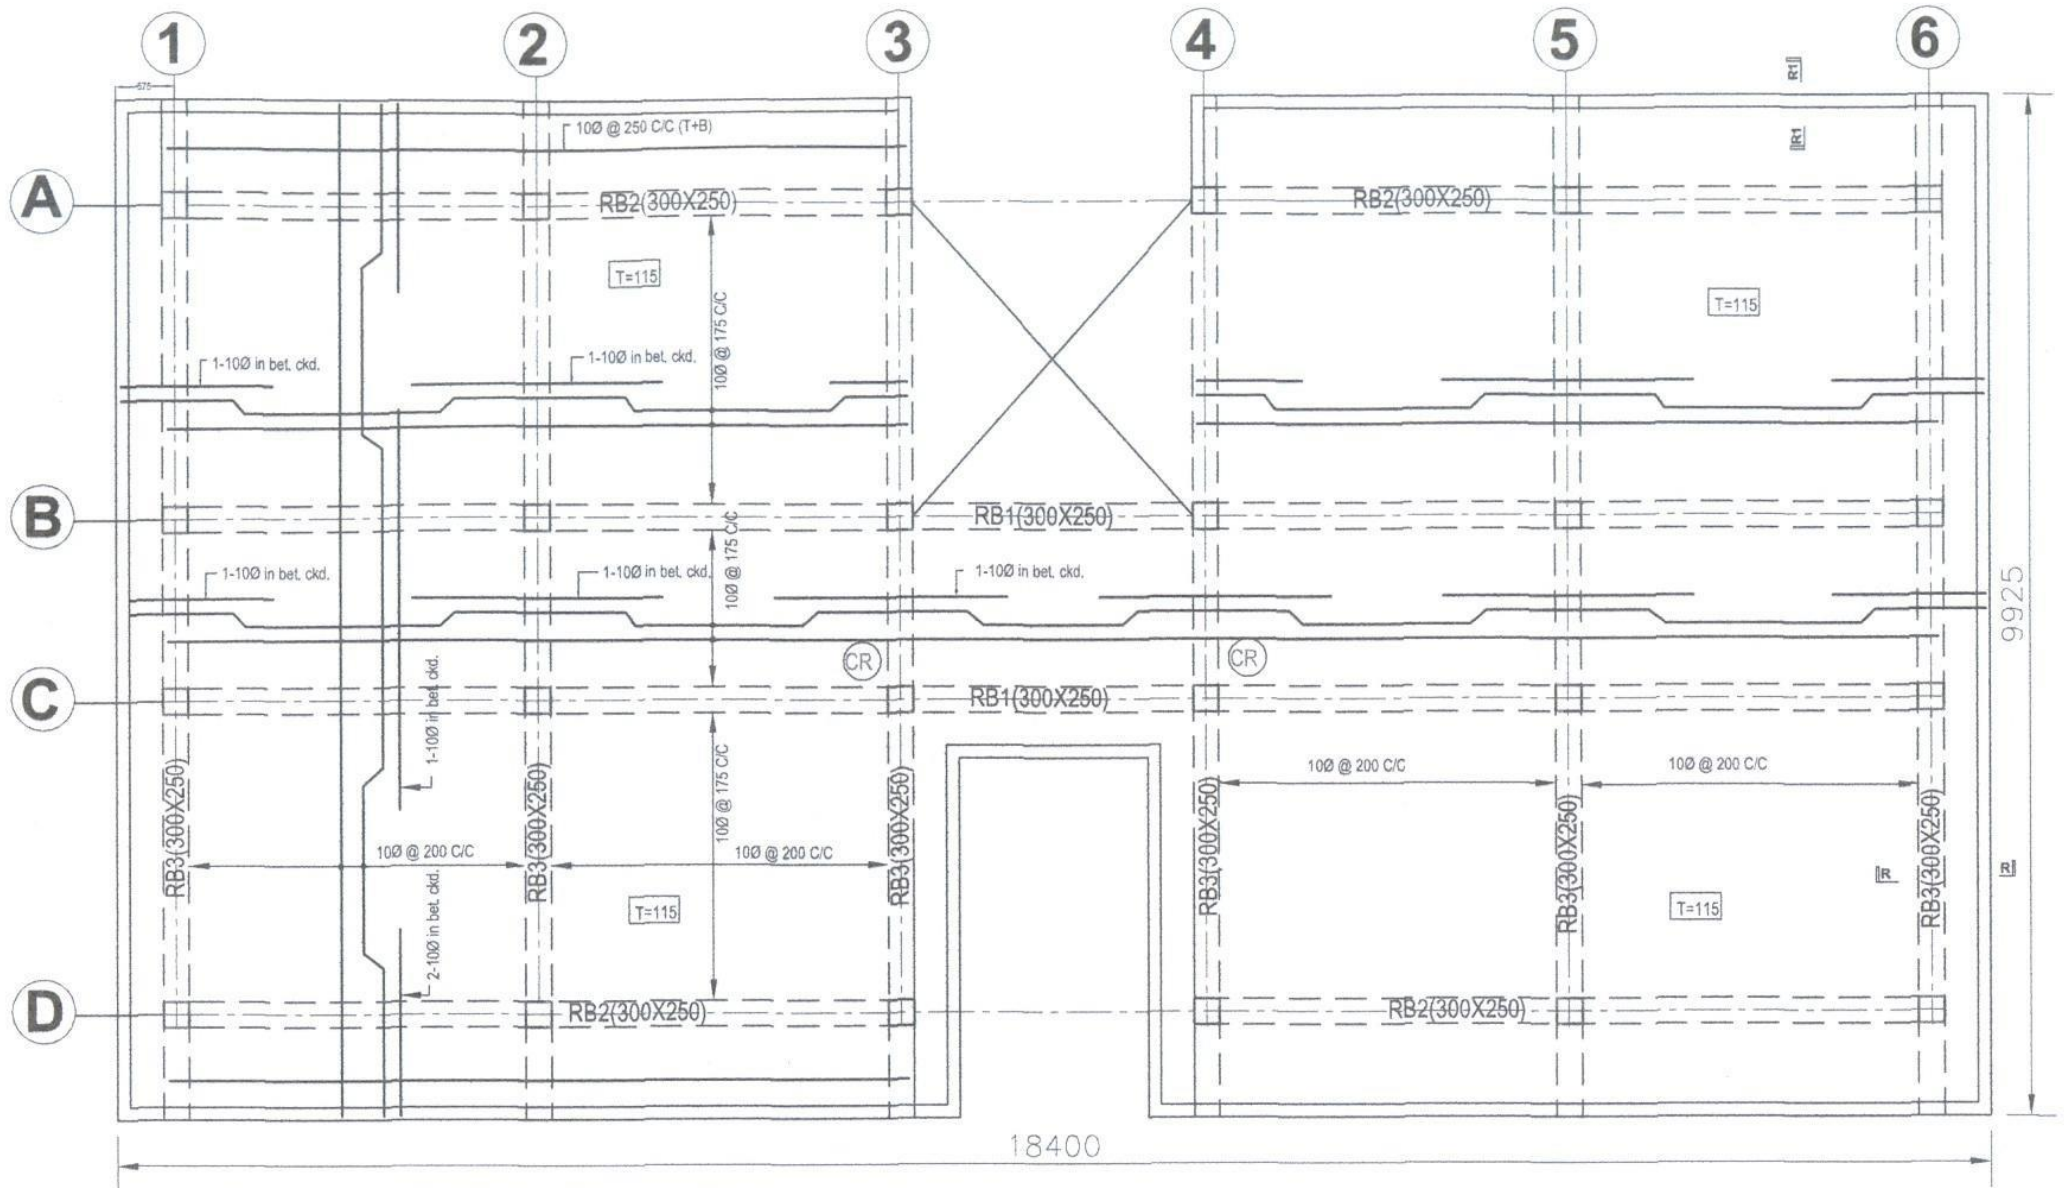 1
2
3
4
5
6
R1
575
10Ø @ 250 C/C (T+B)
R1
A
RB2(300X250)
RB2(300X250)
T=115
T=115
10Ø @ 175 C/C
1-10Ø in bet. ckd.
1-10Ø in bet. ckd.
B
RB1(300X250)
10Ø @ 175 C/C
1-10Ø in bet. ckd.
1-10Ø in bet. ckd.
1-10Ø in bet. ckd.
9925
CR
CR
C
RB1(300X250)
1-10Ø in bet. ckd.
10Ø @ 175 C/C
10Ø @ 200 C/C
10Ø @ 200 C/C
RB3(300X250)
RB3(300X250)
RB3(300X250)
RB3(300X250)
RB3(300X250)
RB3(300X250)
10Ø @ 200 C/C
10Ø @ 200 C/C
R
R
2-10Ø in bet. ckd.
T=115
T=115
D
RB2(300X250)
RB2(300X250)
18400